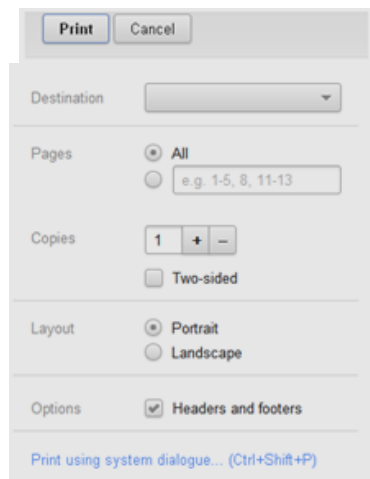 Print Cancel
Destination
Pages All
e.g. 1-5, 8, 11-13
Copies 1 + –
Two-sided
Layout Portrait
Landscape
Options Headers and footers
Print using system dialogue... (Ctrl+Shift+P)